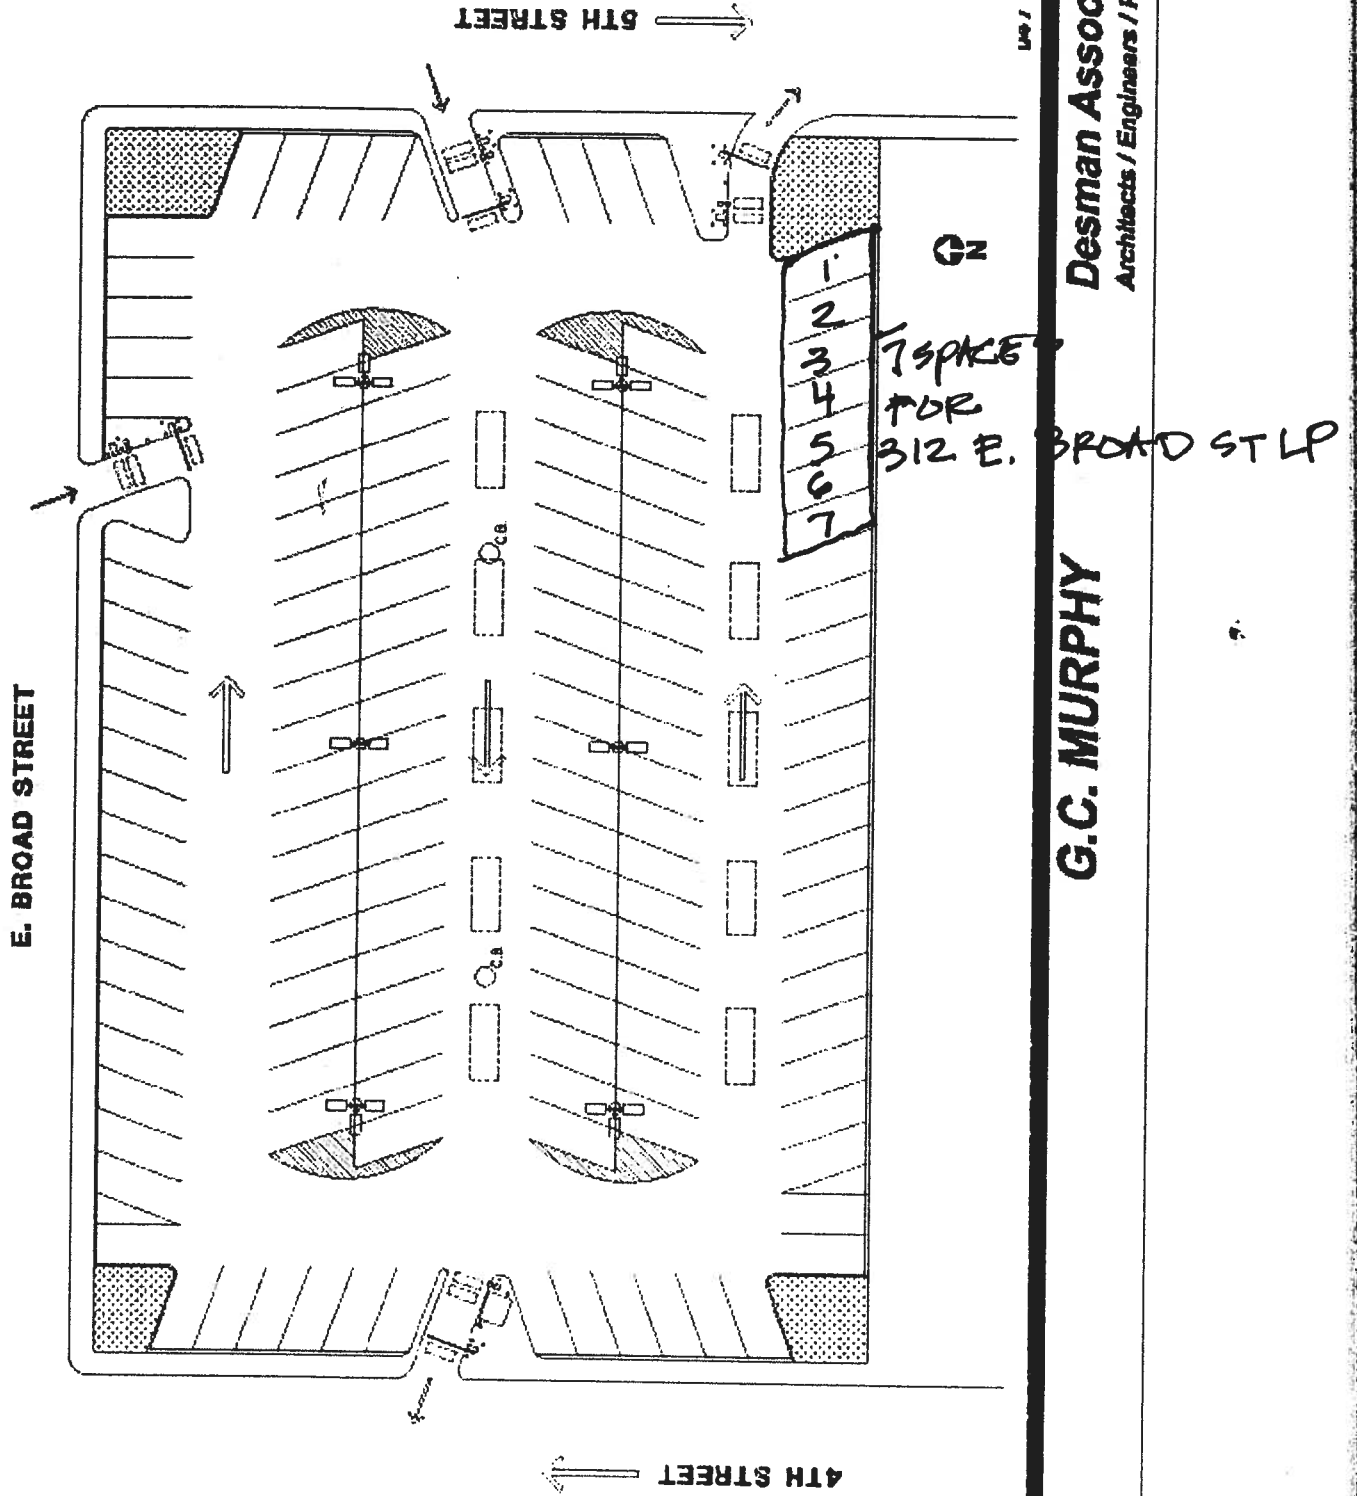 5TH STREET
Desman Assoc
Architects / Engineers /
N
1
2
3
4
5
6
7
7 SPACE
FOR
312 E. BROAD ST LP
C.B.
G.C. MURPHY
E. BROAD STREET
C.B.
4TH STREET